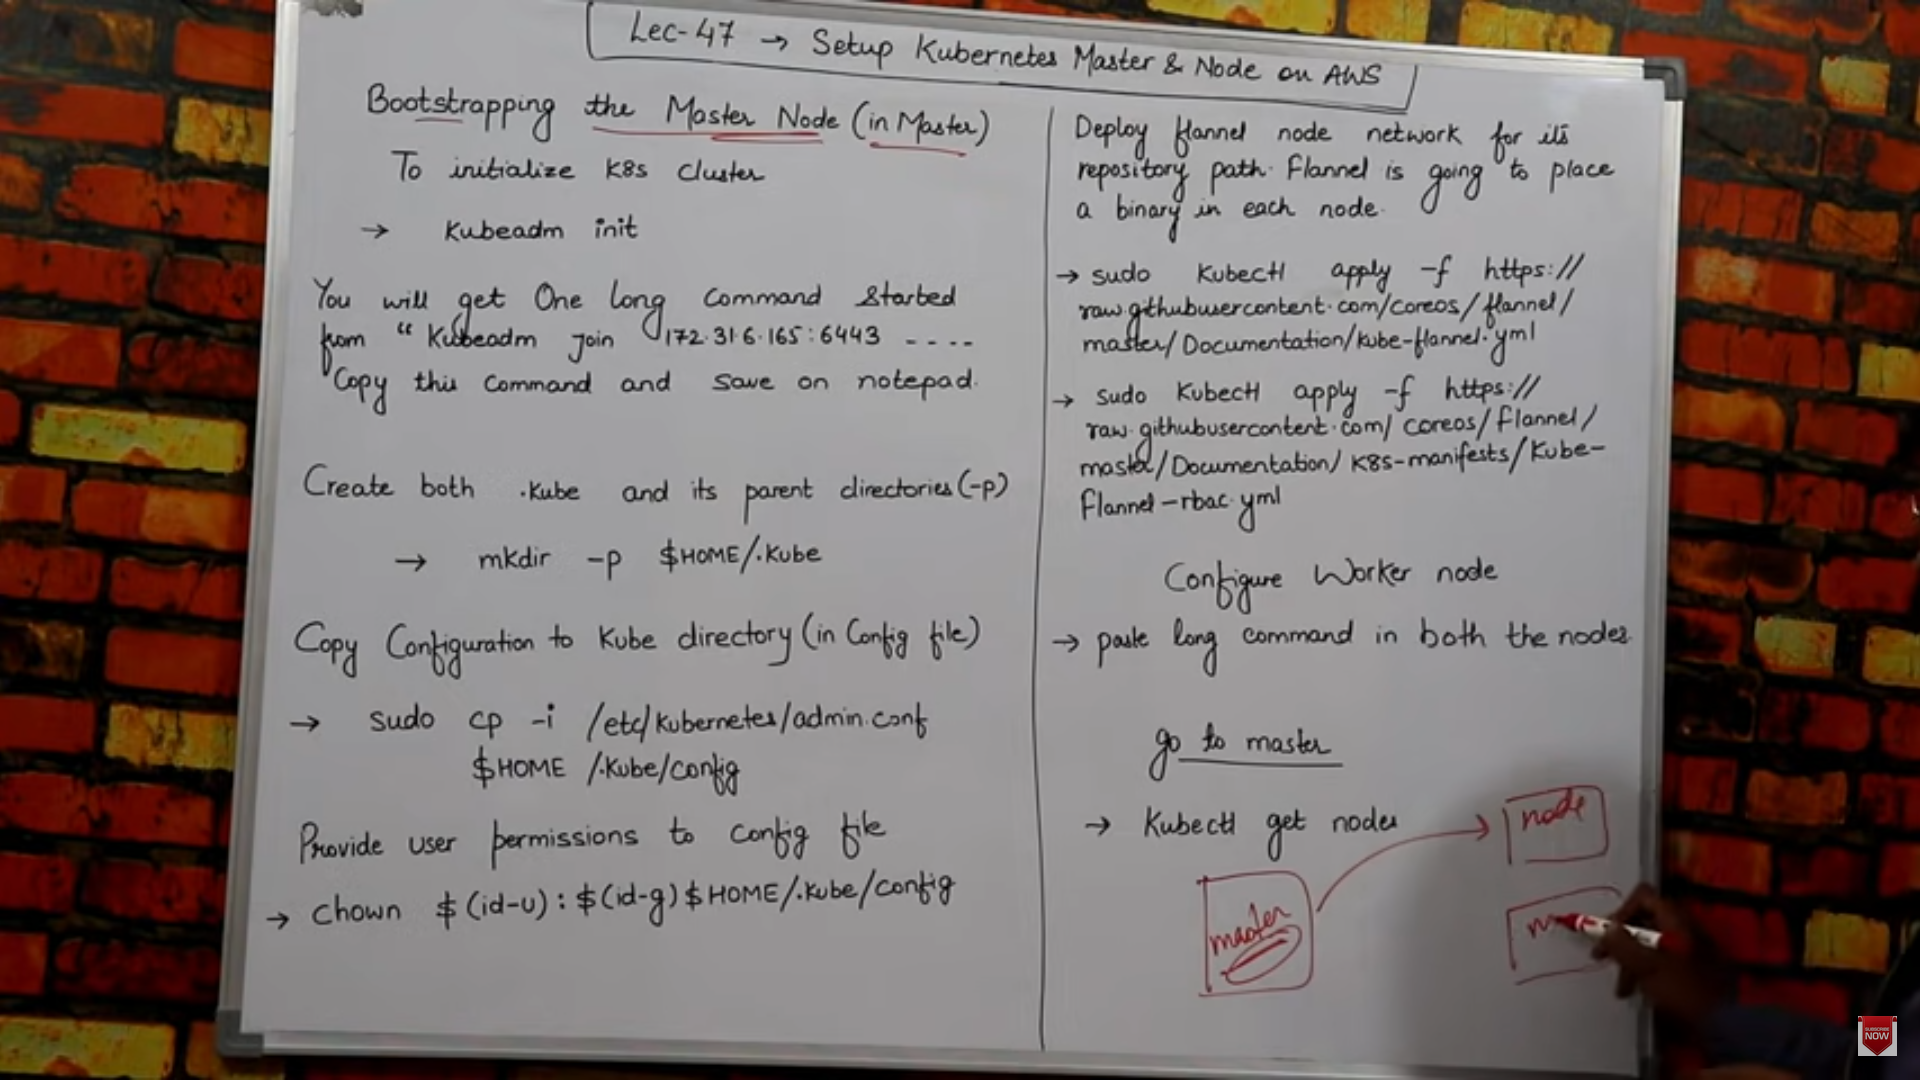 Lec-47 → Setup Kubernetes Master & Node on AWS
Bootstrapping the Master Node (in Master)
To initialize K8s cluster
→ Kubeadm init
You will get One long Command Started
from "Kubeadm join 172.31.6.165:6443 ----
Copy this Command and save on notepad.
Create both .Kube and its parent directories (-p)
→ mkdir -p $HOME/.Kube
Copy Configuration to Kube directory (in Config file)
→ sudo cp -i /etc/kubernetes/admin.conf
$HOME /.Kube/config
Provide user permissions to config file
→ chown $(id-u):$(id-g) $HOME/.kube/config
Deploy flannel node network for its
repository path. Flannel is going to place
a binary in each node.
→ sudo Kubectl apply -f https://
raw.githubusercontent.com/coreos/flannel/
master/Documentation/kube-flannel.yml
→ sudo Kubectl apply -f https://
raw.githubusercontent.com/coreos/flannel/
master/Documentation/K8s-manifests/Kube-
Flannel-rbac.yml
Configure Worker node
→ paste long command in both the nodes
go to master
→ Kubectl get nodes
node
master
SUBSCRIBE
NOW